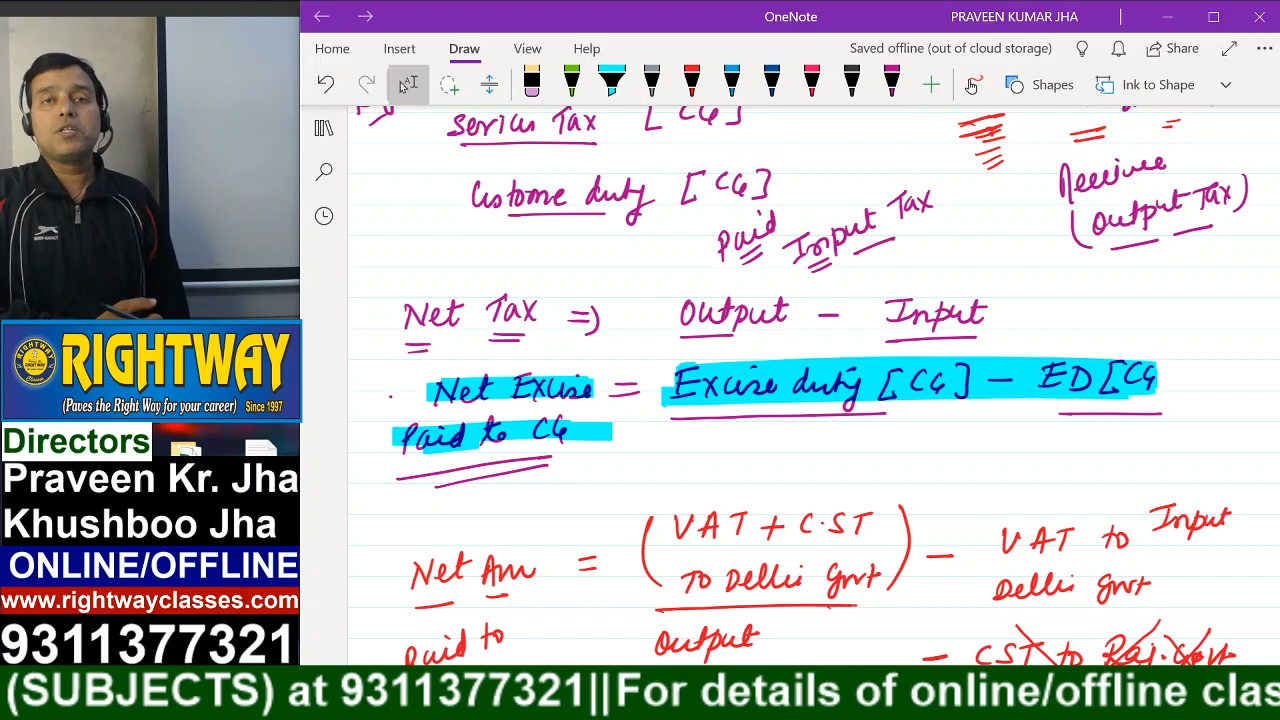 OneNote
PRAVEEN KUMAR JHA
Home Insert Draw View Help
Saved offline (out of cloud storage)
Share
Shapes
Ink to Shape
Service Tax [CG]
Custome duty [CG]
Paid Input Tax
Receive
(Output Tax)
Net Tax => Output - Input
Net Excise = Excise duty [CG] - ED [CG
Paid to CG
Net Am = (VAT + C.ST To Delhi Govt) - VAT to Input
Delhi Govt
Paid to Output - CST to Raj. Govt
RIGHTWAY
(Paves the Right Way for your career) Since 1997
Directors
Praveen Kr. Jha
Khushboo Jha
ONLINE/OFFLINE
www.rightwayclasses.com
9311377321
(SUBJECTS) at 9311377321||For details of online/offline clas